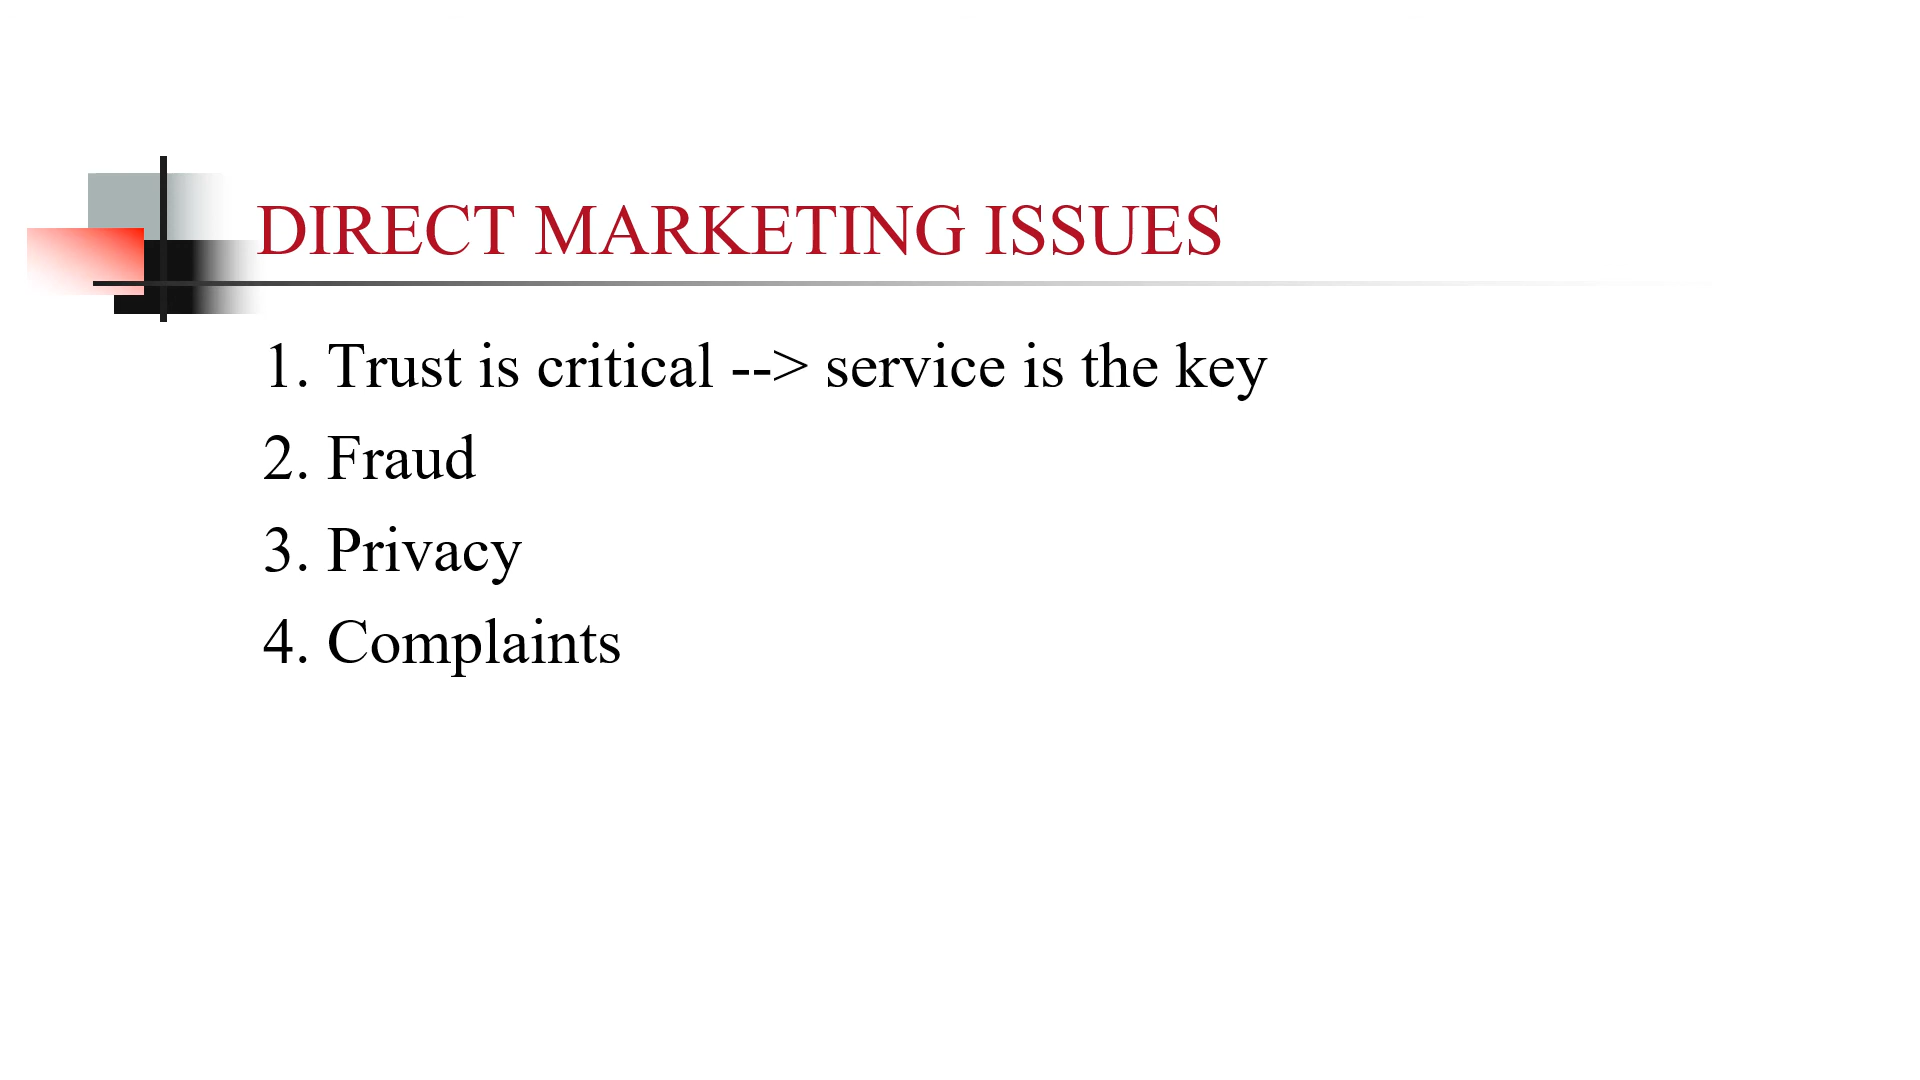 DIRECT MARKETING ISSUES
1. Trust is critical --> service is the key
2. Fraud
3. Privacy
4. Complaints